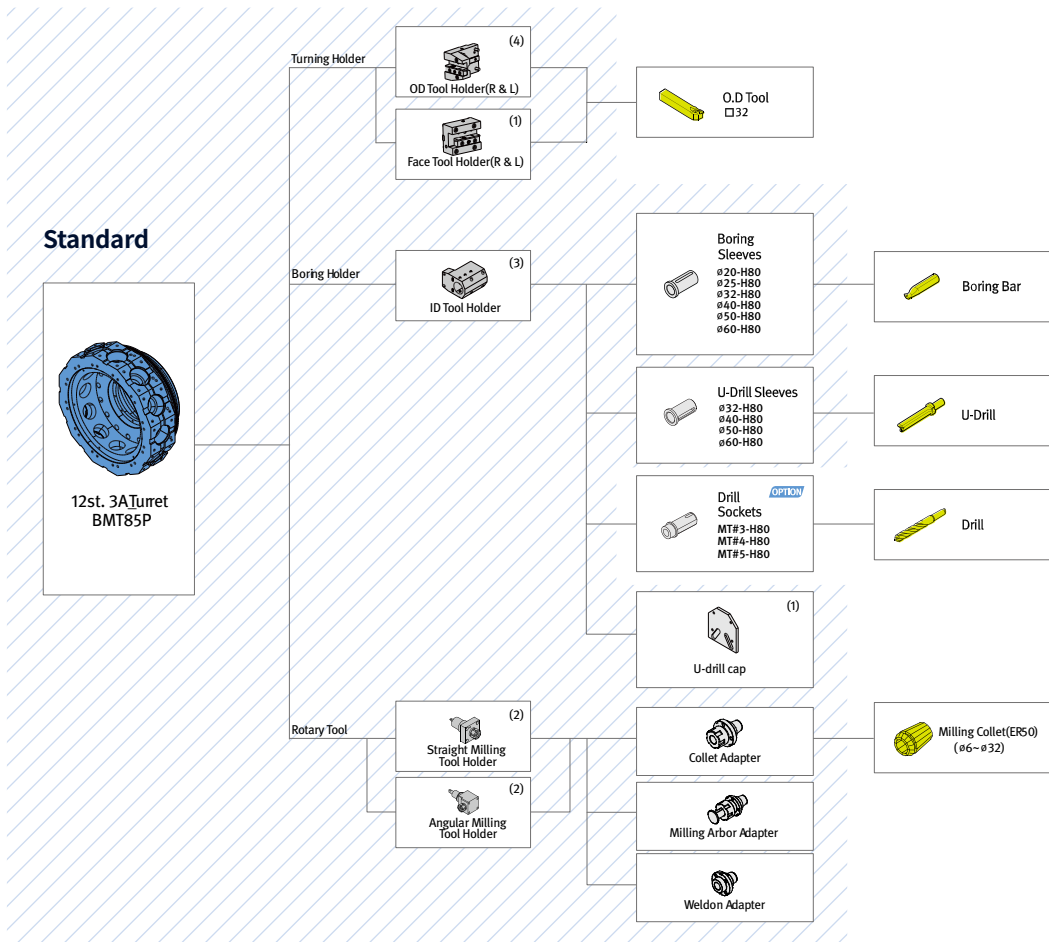 Standard
12st. 3A Turret
BMT85P
Turning Holder
(4)
OD Tool Holder(R & L)
(1)
Face Tool Holder(R & L)
O.D Tool
□32
Boring Holder
(3)
ID Tool Holder
Boring
Sleeves
ø20-H80
ø25-H80
ø32-H80
ø40-H80
ø50-H80
ø60-H80
Boring Bar
U-Drill Sleeves
ø32-H80
ø40-H80
ø50-H80
ø60-H80
U-Drill
OPTION
Drill
Sockets
MT#3-H80
MT#4-H80
MT#5-H80
Drill
(1)
U-drill cap
Rotary Tool
(2)
Straight Milling
Tool Holder
(2)
Angular Milling
Tool Holder
Collet Adapter
Milling Collet(ER50)
(ø6~ø32)
Milling Arbor Adapter
Weldon Adapter